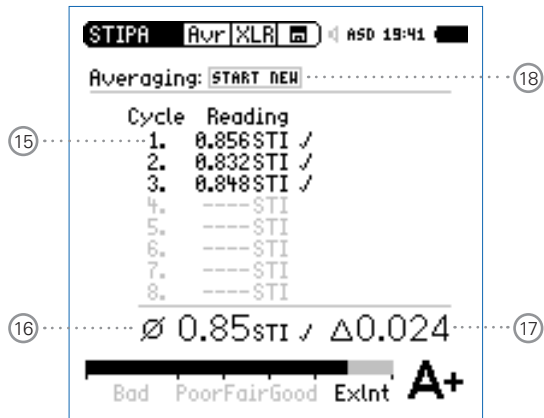 STIPA Avr XLR ASD 19:41
Averaging: START NEW 18
Cycle Reading
15 1. 0.856STI ✓
2. 0.832STI ✓
3. 0.848STI ✓
4. ----STI
5. ----STI
6. ----STI
7. ----STI
8. ----STI
16 Ø 0.85STI ✓ Δ0.024 17
Bad Poor Fair Good Exlnt A+